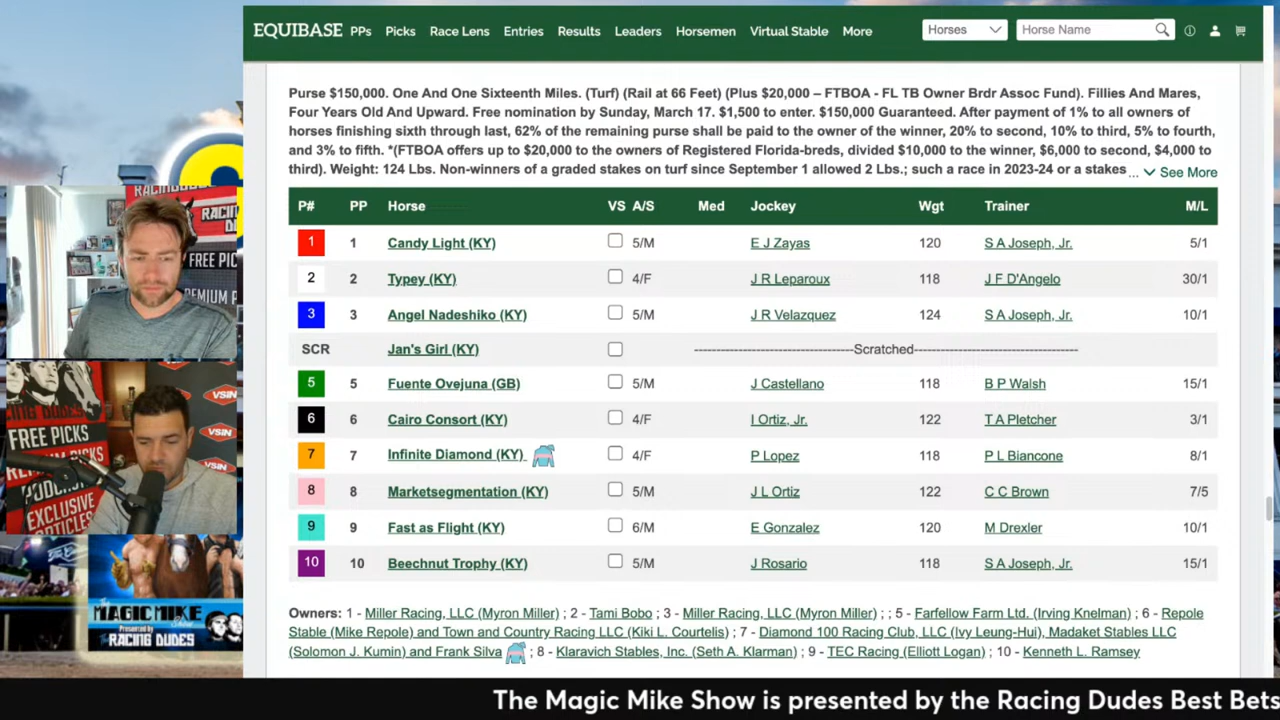 EQUIBASE PPs Picks Race Lens Entries Results Leaders Horsemen Virtual Stable More Horses Horse Name
Purse $150,000. One And One Sixteenth Miles. (Turf) (Rail at 66 Feet) (Plus $20,000 – FTBOA - FL TB Owner Brdr Assoc Fund). Fillies And Mares,
Four Years Old And Upward. Free nomination by Sunday, March 17. $1,500 to enter. $150,000 Guaranteed. After payment of 1% to all owners of
horses finishing sixth through last, 62% of the remaining purse shall be paid to the owner of the winner, 20% to second, 10% to third, 5% to fourth,
and 3% to fifth. *(FTBOA offers up to $20,000 to the owners of Registered Florida-breds, divided $10,000 to the winner, $6,000 to second, $4,000 to
third). Weight: 124 Lbs. Non-winners of a graded stakes on turf since September 1 allowed 2 Lbs.; such a race in 2023-24 or a stakes ... See More
P# PP Horse VS A/S Med Jockey Wgt Trainer M/L
1 1 Candy Light (KY) 5/M E J Zayas 120 S A Joseph, Jr. 5/1
2 2 Typey (KY) 4/F J R Leparoux 118 J F D'Angelo 30/1
3 3 Angel Nadeshiko (KY) 5/M J R Velazquez 124 S A Joseph, Jr. 10/1
SCR Jan's Girl (KY) ---Scratched---
5 5 Fuente Ovejuna (GB) 5/M J Castellano 118 B P Walsh 15/1
6 6 Cairo Consort (KY) 4/F I Ortiz, Jr. 122 T A Pletcher 3/1
7 7 Infinite Diamond (KY) 4/F P Lopez 118 P L Biancone 8/1
8 8 Marketsegmentation (KY) 5/M J L Ortiz 122 C C Brown 7/5
9 9 Fast as Flight (KY) 6/M E Gonzalez 120 M Drexler 10/1
10 10 Beechnut Trophy (KY) 5/M J Rosario 118 S A Joseph, Jr. 15/1
Owners: 1 - Miller Racing, LLC (Myron Miller) ; 2 - Tami Bobo ; 3 - Miller Racing, LLC (Myron Miller) ; ; 5 - Farfellow Farm Ltd. (Irving Knelman) ; 6 - Repole
Stable (Mike Repole) and Town and Country Racing LLC (Kiki L. Courtelis) ; 7 - Diamond 100 Racing Club, LLC (Ivy Leung-Hui), Madaket Stables LLC
(Solomon J. Kumin) and Frank Silva ; 8 - Klaravich Stables, Inc. (Seth A. Klarman) ; 9 - TEC Racing (Elliott Logan) ; 10 - Kenneth L. Ramsey
FREE PIC
PREMIUM P
FREE PICKS
EXCLUSIVE
ARTICLES
VSiN
VSiN
VSiN
THE
MAGIC MIKE
SHOW
PRESENTED BY
RACING DUDES
The Magic Mike Show is presented by the Racing Dudes Best Bets